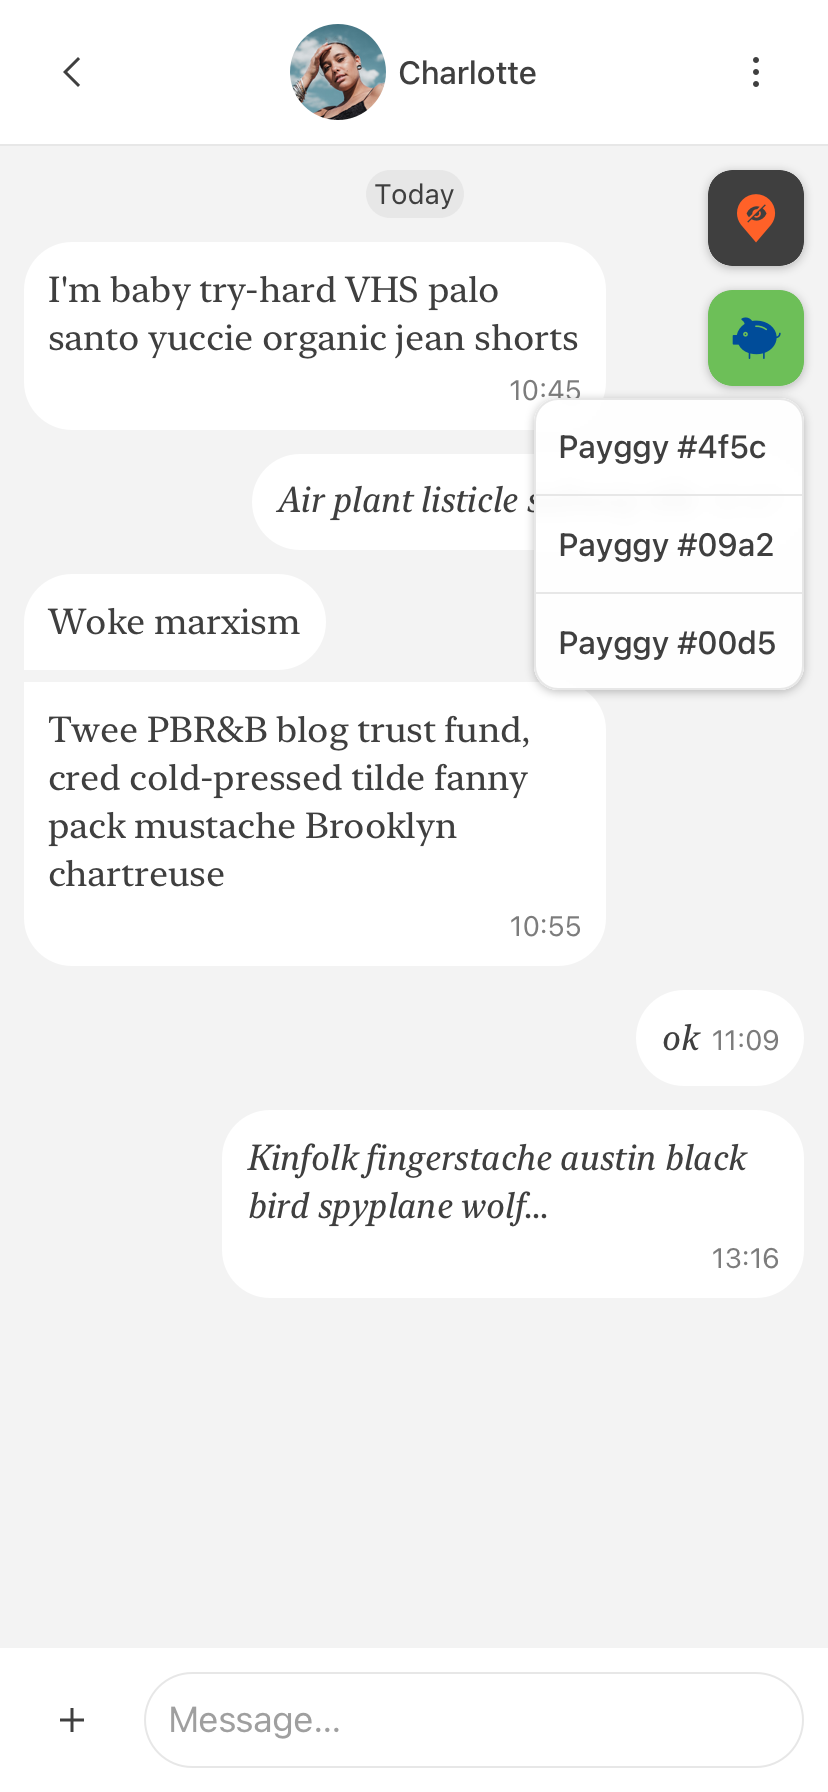 Charlotte
Today
I'm baby try-hard VHS palo
santo yuccie organic jean shorts
10:45
Payggy #4f5c
Air plant listicle
Payggy #09a2
Woke marxism
Payggy #00d5
Twee PBR&B blog trust fund,
cred cold-pressed tilde fanny
pack mustache Brooklyn
chartreuse
10:55
ok 11:09
Kinfolk fingerstache austin black
bird spyplane wolf...
13:16
Message...